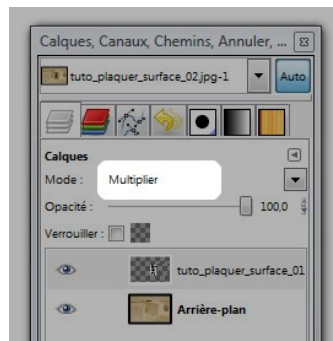 Calques, Canaux, Chemins, Annuler, ...
tuto_plaquer_surface_02.jpg-1
Auto
Calques
Mode :
Multiplier
Opacité :
100,0
Verrouiller :
tuto_plaquer_surface_01
Arrière-plan